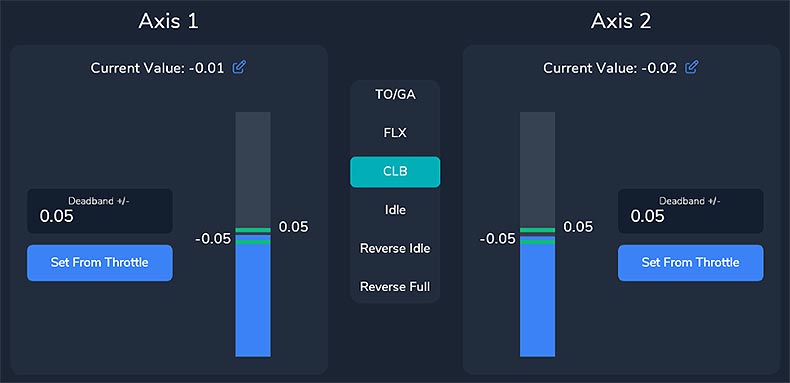 Axis 1
Current Value: -0.01
Deadband +/-
0.05
Set From Throttle
-0.05
0.05
TO/GA
FLX
CLB
Idle
Reverse Idle
Reverse Full
Axis 2
Current Value: -0.02
-0.05
0.05
Deadband +/-
0.05
Set From Throttle